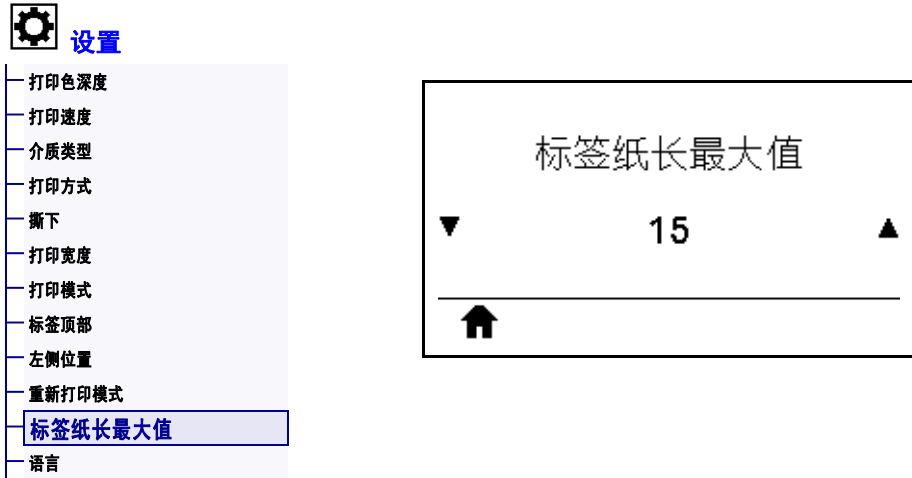 设置
打印色深度
打印速度
介质类型
打印方式
撕下
打印宽度
打印模式
标签顶部
左侧位置
重新打印模式
标签纸长最大值
语言
标签纸长最大值
15